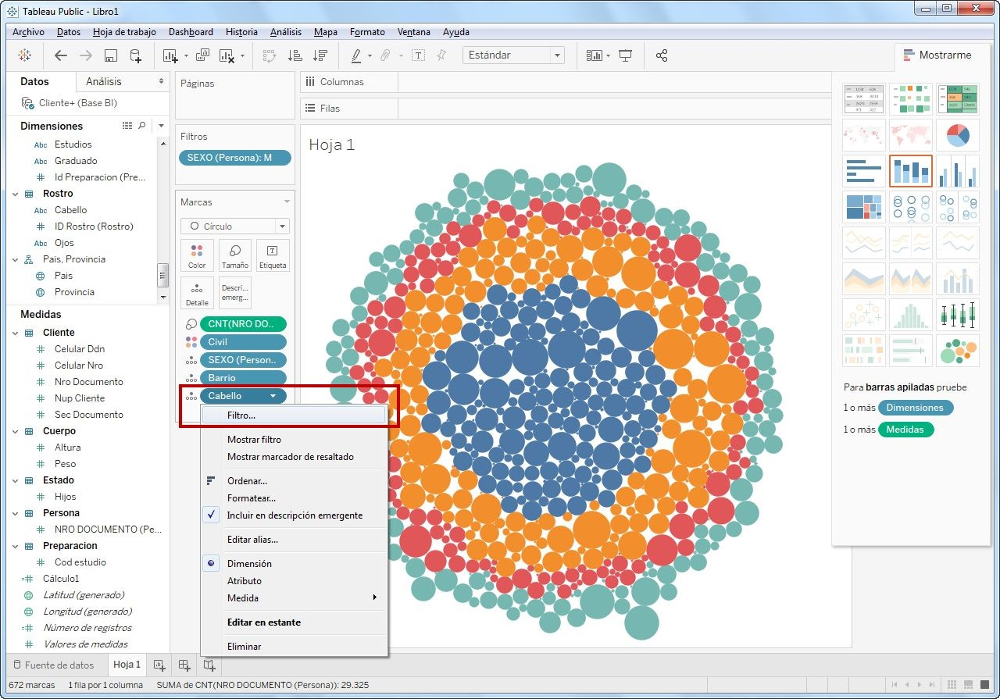 Tableau Public - Libro1
Archivo Datos Hoja de trabajo Dashboard Historia Análisis Mapa Formato Ventana Ayuda
Estándar
Mostrarme
Datos
Análisis
Cliente+ (Base BI)
Dimensiones
Abc Estudios
Abc Graduado
Id Preparacion (Pre...
Rostro
Abc Cabello
ID Rostro (Rostro)
Abc Ojos
Pais, Provincia
Pais
Provincia
Medidas
Cliente
Celular Ddn
Celular Nro
Nro Documento
Nup Cliente
Sec Documento
Cuerpo
Altura
Peso
Estado
Hijos
Persona
NRO DOCUMENTO (Pe...
Preparacion
Cod estudio
Cálculo1
Latitud (generado)
Longitud (generado)
Número de registros
Valores de medidas
Páginas
Filtros
SEXO (Persona): M
Marcas
Círculo
Color
Tamaño
Etiqueta
Detalle
Descri...
emerg...
CNT(NRO DO..
Civil
SEXO (Person..
Barrio
Cabello
Filtro...
Mostrar filtro
Mostrar marcador de resaltado
Ordenar...
Formatear...
Incluir en descripción emergente
Editar alias...
Dimensión
Atributo
Medida
Editar en estante
Eliminar
Columnas
Filas
Hoja 1
Para barras apiladas pruebe
1 o más Dimensiones
1 o más Medidas
Fuente de datos
Hoja 1
672 marcas 1 fila por 1 columna SUMA de CNT(NRO DOCUMENTO (Persona)): 29.325